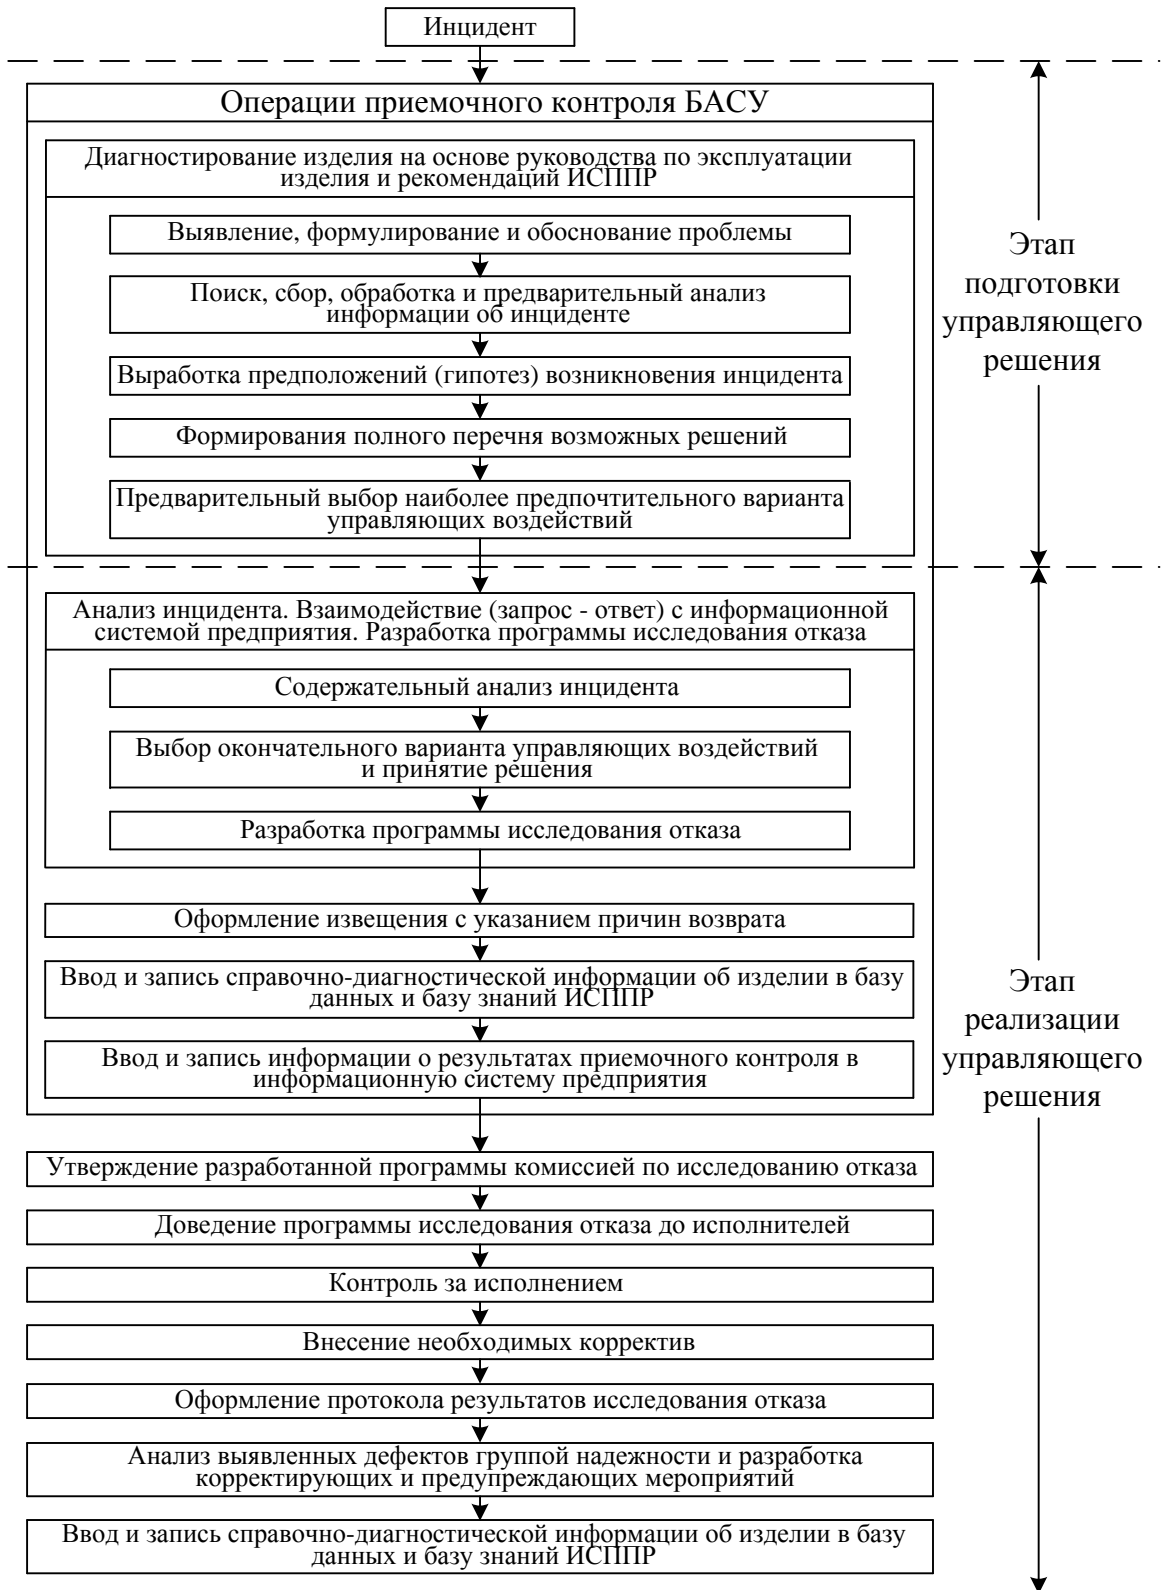 Инцидент
Операции приемочного контроля БАСУ
Диагностирование изделия на основе руководства по эксплуатации
изделия и рекомендаций ИСППР
Выявление, формулирование и обоснование проблемы
Поиск, сбор, обработка и предварительный анализ
информации об инциденте
Выработка предположений (гипотез) возникновения инцидента
Формирования полного перечня возможных решений
Предварительный выбор наиболее предпочтительного варианта
управляющих воздействий
Этап
подготовки
управляющего
решения
Анализ инцидента. Взаимодействие (запрос - ответ) с информационной
системой предприятия. Разработка программы исследования отказа
Содержательный анализ инцидента
Выбор окончательного варианта управляющих воздействий
и принятие решения
Разработка программы исследования отказа
Оформление извещения с указанием причин возврата
Ввод и запись справочно-диагностической информации об изделии в базу
данных и базу знаний ИСППР
Ввод и запись информации о результатах приемочного контроля в
информационную систему предприятия
Этап
реализации
управляющего
решения
Утверждение разработанной программы комиссией по исследованию отказа
Доведение программы исследования отказа до исполнителей
Контроль за исполнением
Внесение необходимых корректив
Оформление протокола результатов исследования отказа
Анализ выявленных дефектов группой надежности и разработка
корректирующих и предупреждающих мероприятий
Ввод и запись справочно-диагностической информации об изделии в базу
данных и базу знаний ИСППР